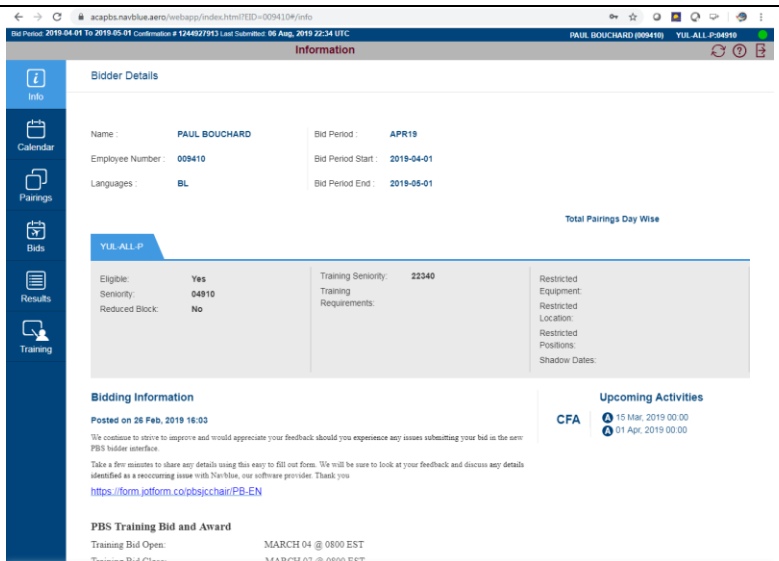 acapbs.navblue.aero/webapp/index.html?EID=009410#/info
Bid Period: 2019-04-01 To 2019-05-01 Confirmation # 1244927913 Last Submitted: 06 Aug, 2019 22:34 UTC PAUL BOUCHARD (009410) YUL-ALL-P:04910
Information
i
Info
Calendar
Pairings
Bids
Results
Training
Bidder Details
Name : PAUL BOUCHARD Bid Period : APR19
Employee Number : 009410 Bid Period Start : 2019-04-01
Languages : BL Bid Period End : 2019-05-01
Total Pairings Day Wise
YUL-ALL-P
Eligible: Yes
Seniority: 04910
Reduced Block: No
Training Seniority: 22340
Training
Requirements:
Restricted
Equipment:
Restricted
Location:
Restricted
Positions:
Shadow Dates:
Bidding Information
Posted on 26 Feb, 2019 16:03
We continue to strive to improve and would appreciate your feedback should you experience any issues submitting your bid in the new
PBS bidder interface.
Take a few minutes to share any details using this easy to fill out form. We will be sure to look at your feedback and discuss any details
identified as a reoccurring issue with Navblue, our software provider. Thank you
https://form.jotform.co/pbsjcchair/PB-EN
PBS Training Bid and Award
Training Bid Open: MARCH 04 @ 0800 EST
Training Bid Close: MARCH 07 @ 0800 EST
Upcoming Activities
CFA A 15 Mar, 2019 00:00
A 01 Apr, 2019 00:00